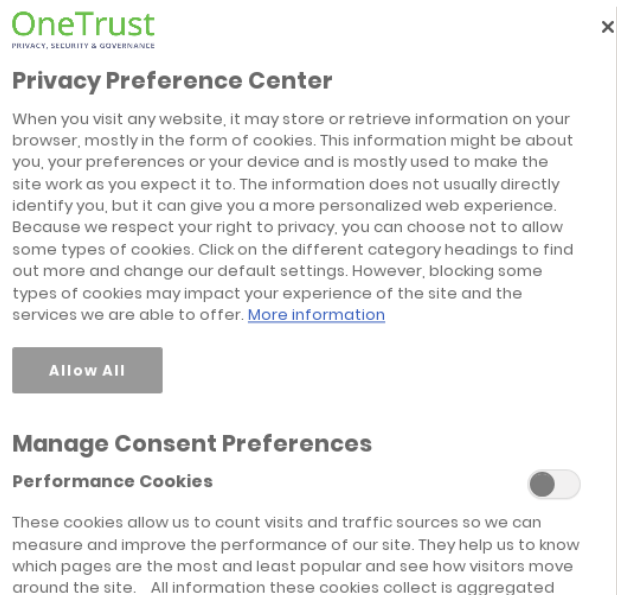 OneTrust
PRIVACY, SECURITY & GOVERNANCE
Privacy Preference Center
When you visit any website, it may store or retrieve information on your
browser, mostly in the form of cookies. This information might be about
you, your preferences or your device and is mostly used to make the
site work as you expect it to. The information does not usually directly
identify you, but it can give you a more personalized web experience.
Because we respect your right to privacy, you can choose not to allow
some types of cookies. Click on the different category headings to find
out more and change our default settings. However, blocking some
types of cookies may impact your experience of the site and the
services we are able to offer. More information
Allow All
Manage Consent Preferences
Performance Cookies
These cookies allow us to count visits and traffic sources so we can
measure and improve the performance of our site. They help us to know
which pages are the most and least popular and see how visitors move
around the site. All information these cookies collect is aggregated